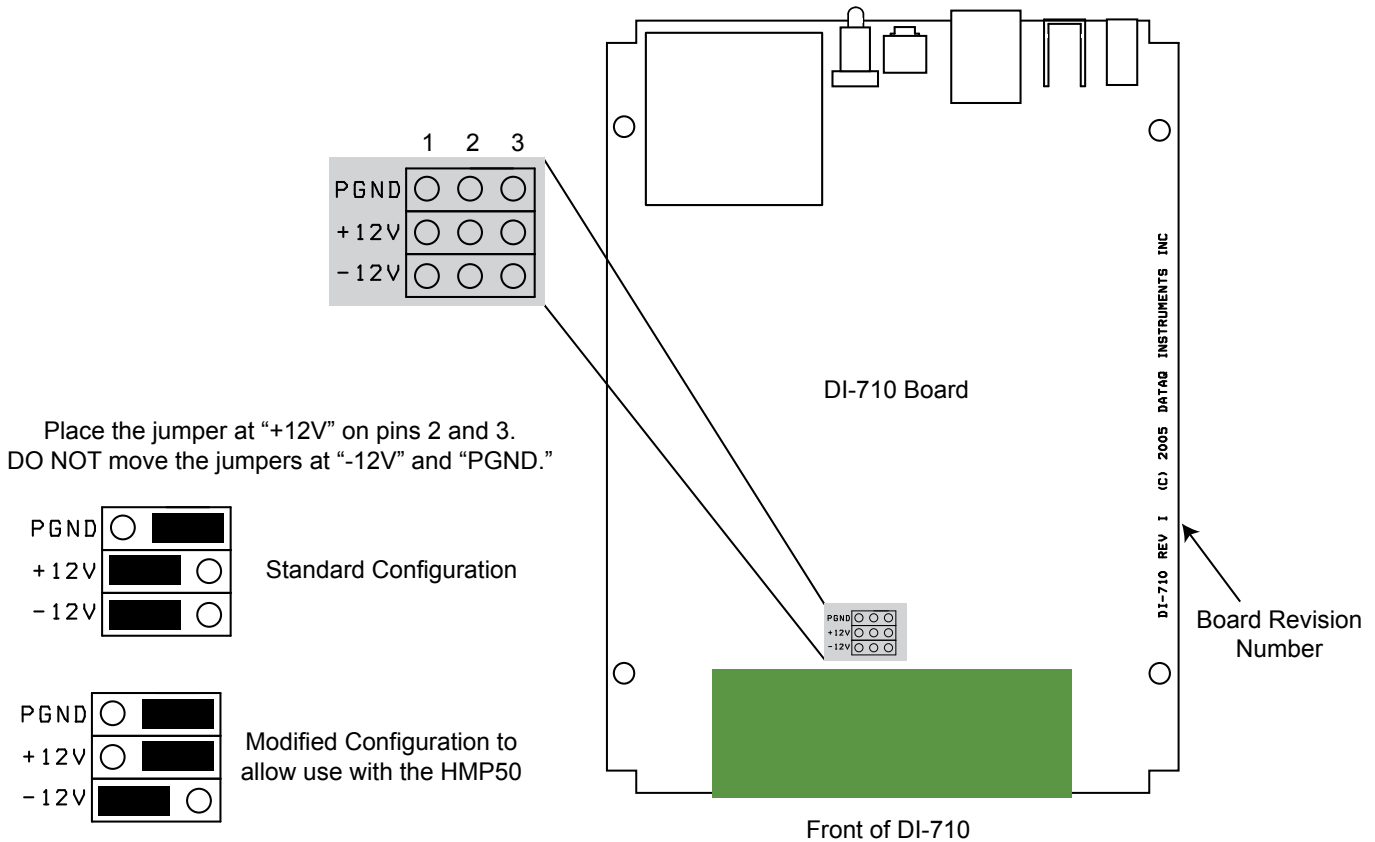 1 2 3
PGND
+12V
-12V
Place the jumper at “+12V” on pins 2 and 3.
DO NOT move the jumpers at “-12V” and “PGND.”
PGND
+12V
-12V
Standard Configuration
PGND
+12V
-12V
Modified Configuration to
allow use with the HMP50
DI-710 Board
PGND
+12V
-12V
DI-710 REV I (C) 2005 DATAQ INSTRUMENTS INC
Board Revision
Number
Front of DI-710